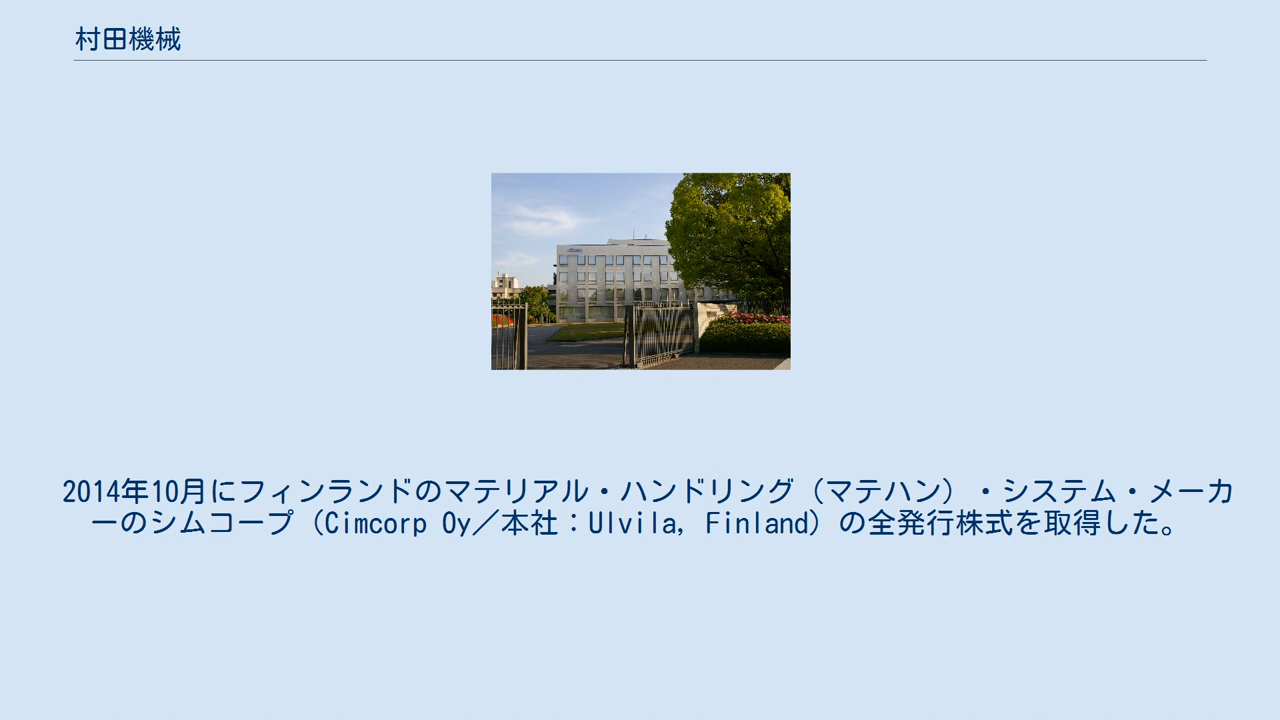 村田機械
2014年10月にフィンランドのマテリアル・ハンドリング（マテハン）・システム・メーカ
ーのシムコープ（Cimcorp Oy／本社：Ulvila, Finland）の全発行株式を取得した。